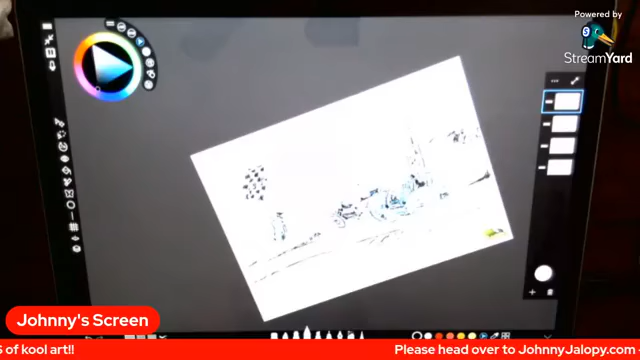 Powered by
StreamYard
Johnny's Screen
S of kool art!!
Please head over to JohnnyJalopy.com